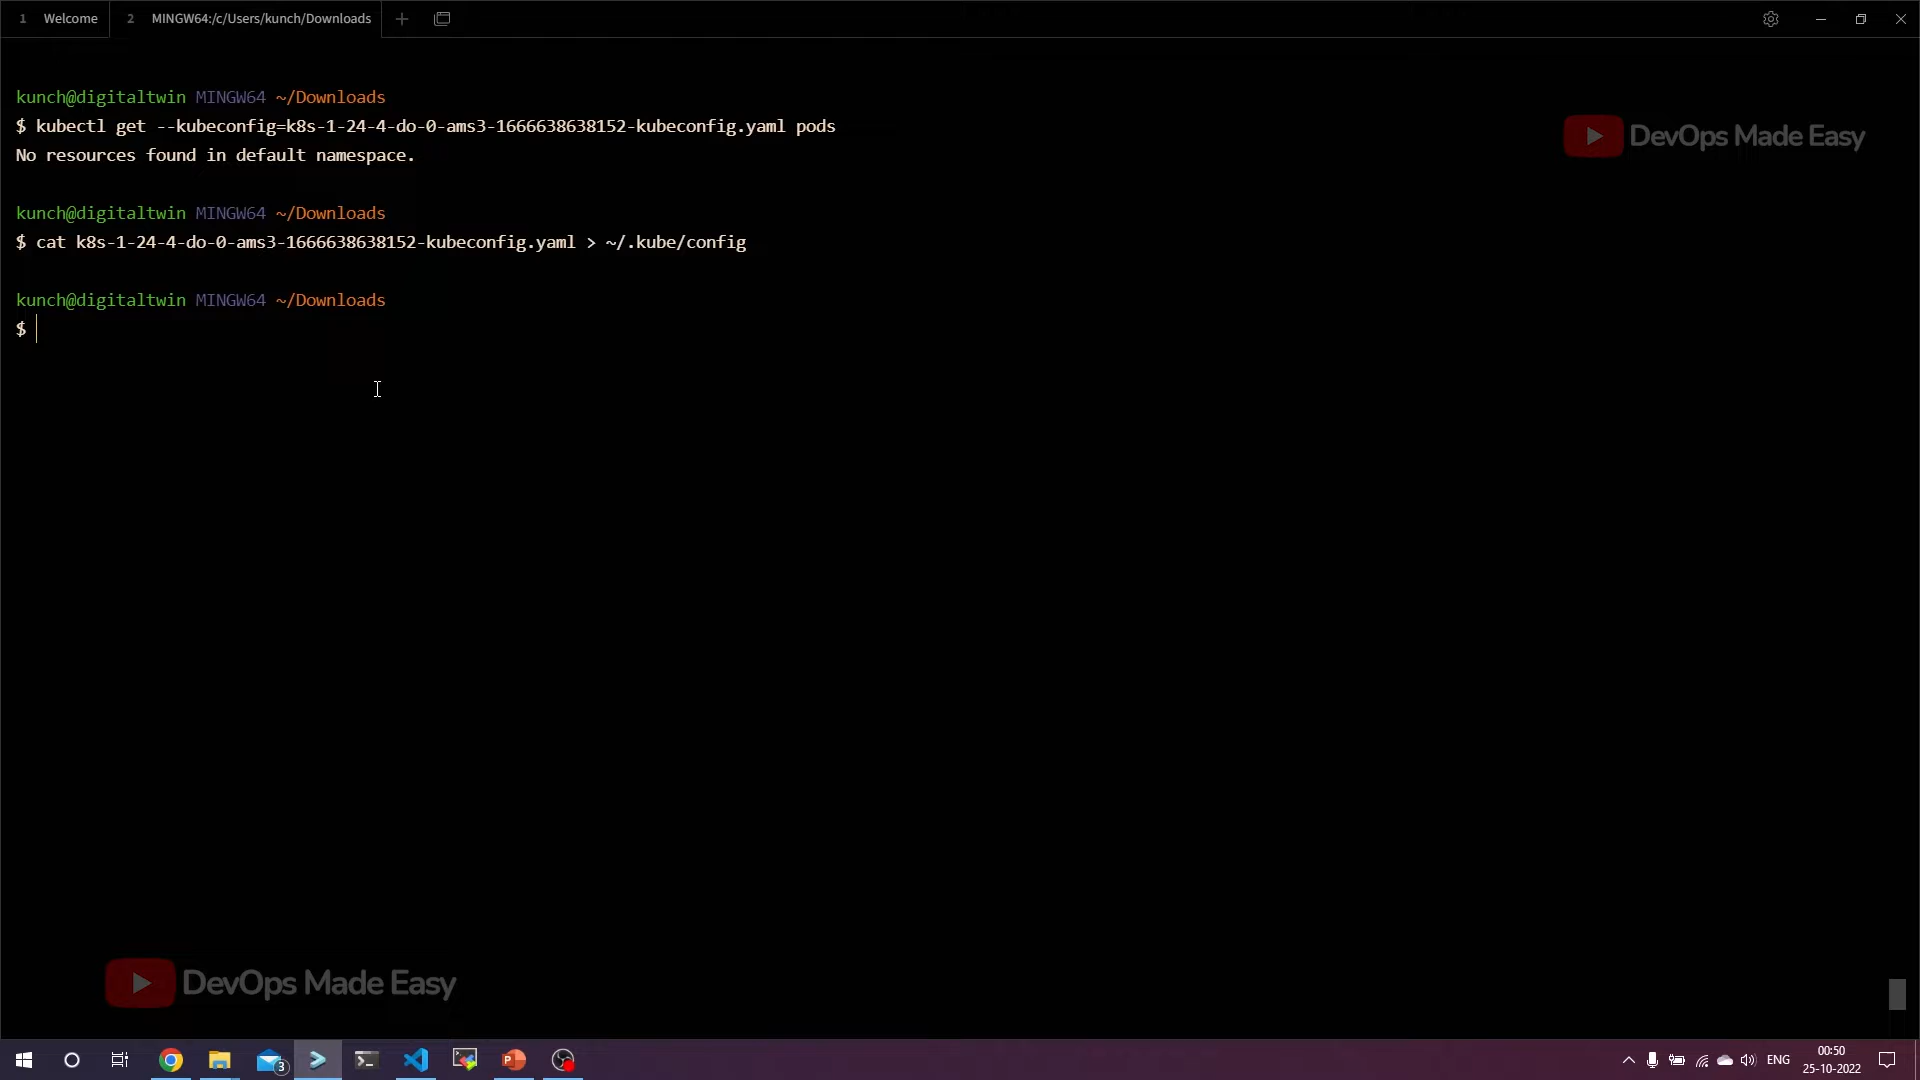 1 Welcome 2 MINGW64:/c/Users/kunch/Downloads
kunch@digitaltwin MINGW64 ~/Downloads
$ kubectl get --kubeconfig=k8s-1-24-4-do-0-ams3-1666638638152-kubeconfig.yaml pods
No resources found in default namespace.
DevOps Made Easy
kunch@digitaltwin MINGW64 ~/Downloads
$ cat k8s-1-24-4-do-0-ams3-1666638638152-kubeconfig.yaml > ~/.kube/config
kunch@digitaltwin MINGW64 ~/Downloads
$
DevOps Made Easy
3
P
ENG
00:50
25-10-2022